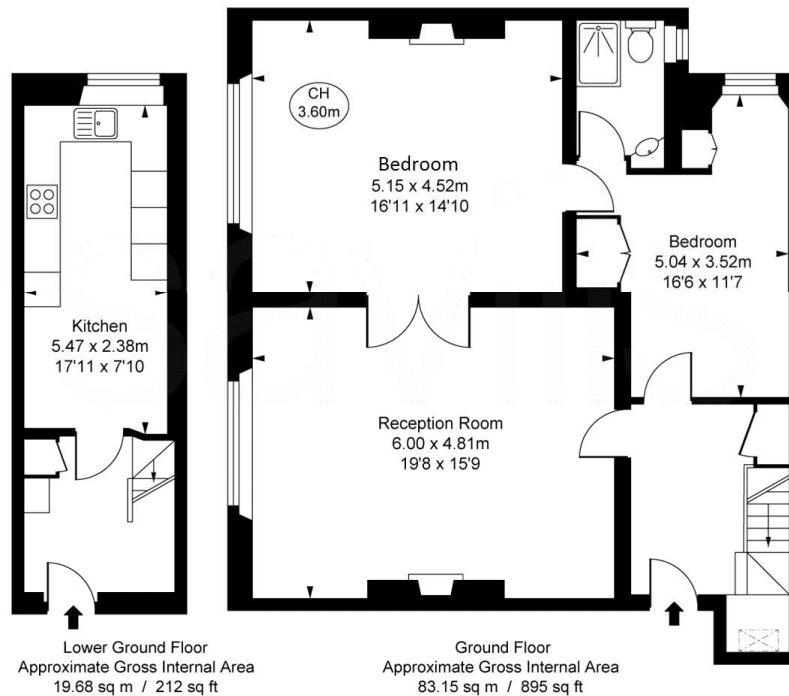 CH
3.60m
Bedroom
5.15 x 4.52m
16'11 x 14'10
Bedroom
5.04 x 3.52m
16'6 x 11'7
Kitchen
5.47 x 2.38m
17'11 x 7'10
Reception Room
6.00 x 4.81m
19'8 x 15'9
Lower Ground Floor
Approximate Gross Internal Area
19.68 sq m / 212 sq ft
Ground Floor
Approximate Gross Internal Area
83.15 sq m / 895 sq ft
savills